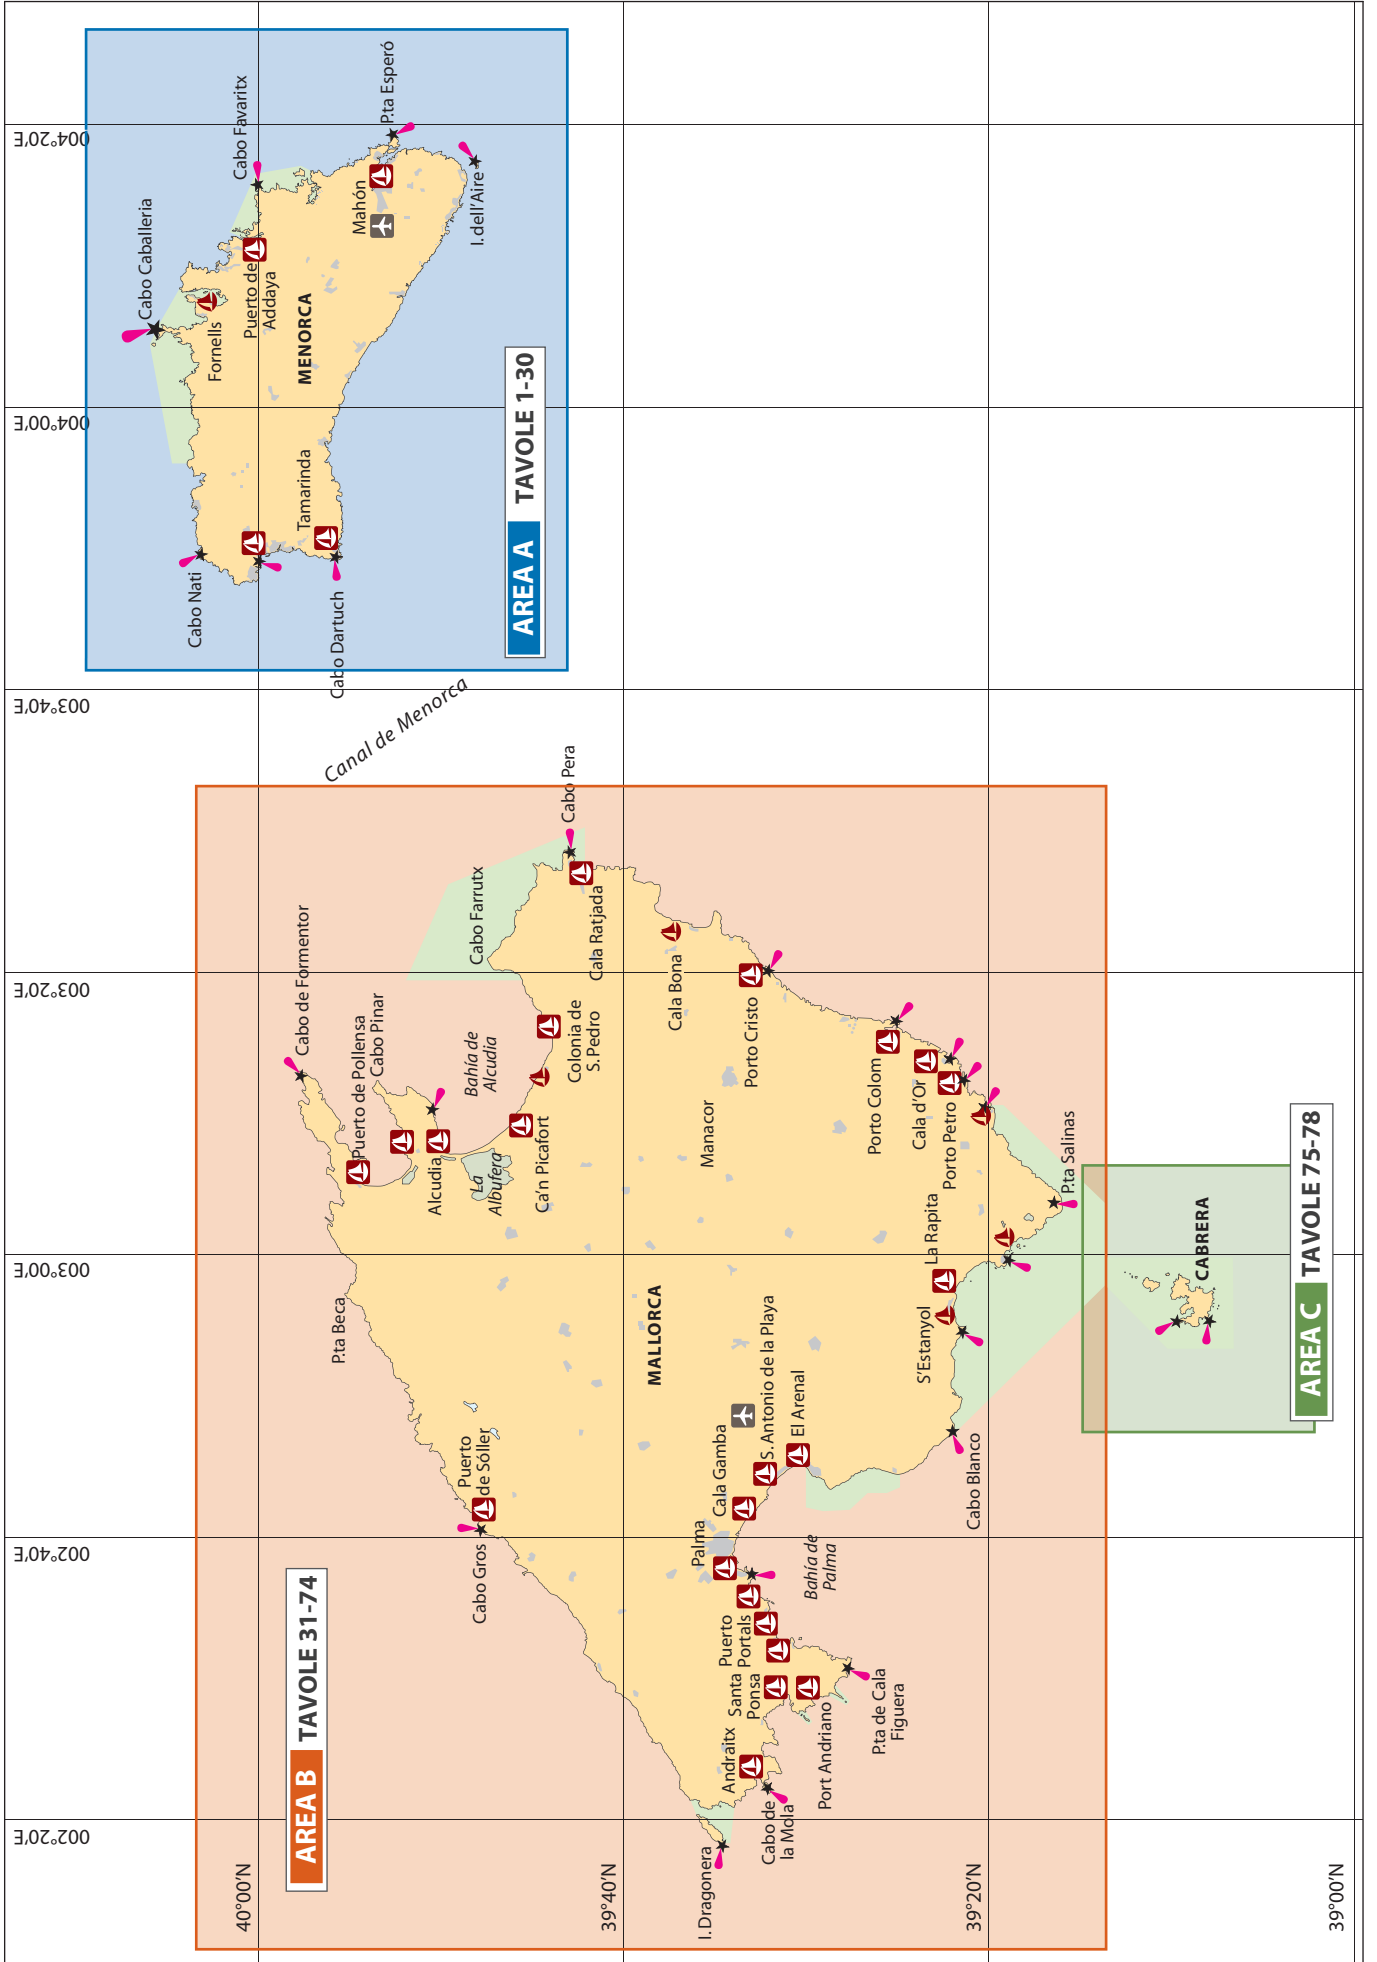 004°20'E
004°00'E
003°40'E
003°20'E
003°00'E
002°40'E
002°20'E
40°00'N
39°40'N
39°20'N
39°00'N
AREA A TAVOLE 1-30
Cabo Caballeria
Cabo Favaritx
P.ta Esperó
Fornells
Puerto de
Addaya
Mahón
I.dell'Aire
MENORCA
Tamarinda
Cabo Nati
Cabo Dartuch
Canal de Menorca
AREA B TAVOLE 31-74
Cabo de Formentor
Puerto de Pollensa
Cabo Pinar
Bahía de
Alcudia
Cabo Farrutx
Cabo Pera
Cala Ratjada
Colonia de
S.Pedro
Alcudia
La
Albufera
Ca'n Picafort
Cala Bona
Porto Cristo
Manacor
Porto Colom
Cala d'Or
Porto Petro
P.ta Salinas
La Rapita
S'Estanyol
P.ta Beca
MALLORCA
S. Antonio de la Playa
El Arenal
Cala Gamba
Puerto
de Sóller
Cabo Gros
Palma
Bahía de
Palma
Cabo Blanco
Puerto
Portals
Santa
Ponsa
Andraitx
Port Andriano
P.ta de Cala
Figuera
Cabo de
la Mola
I.Dragonera
CABRERA
AREA C TAVOLE 75-78